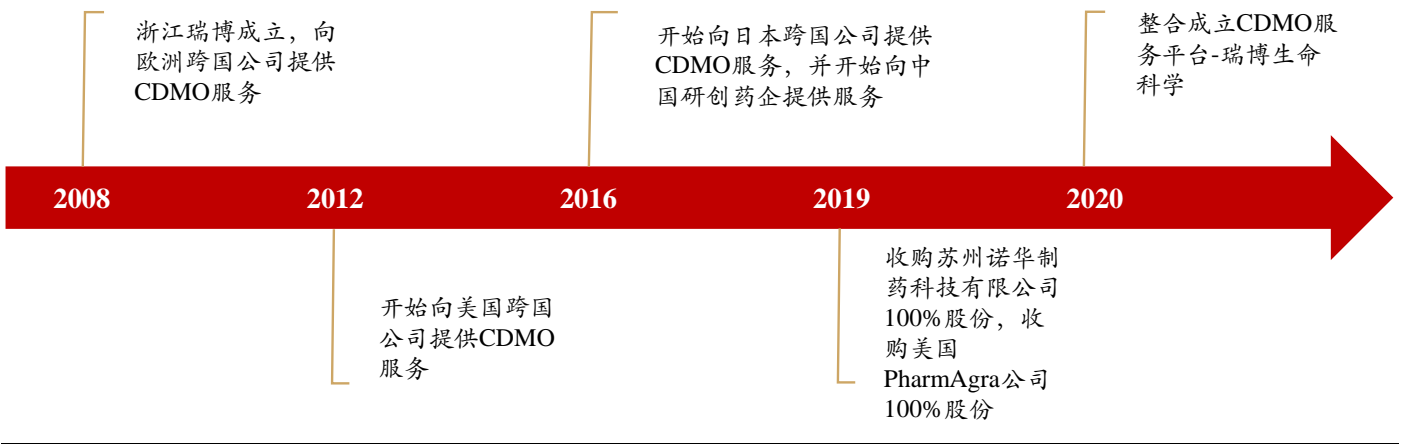 浙江瑞博成立，向
欧洲跨国公司提供
CDMO服务
开始向日本跨国公司提供
CDMO服务，并开始向中
国研创药企提供服务
整合成立CDMO服
务平台-瑞博生命
科学
2008
2012
2016
2019
2020
开始向美国跨国
公司提供CDMO
服务
收购苏州诺华制
药科技有限公司
100%股份，收
购美国
PharmAgra公司
100%股份